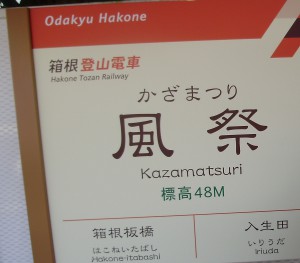 Odakyu Hakone
箱根登山電車
Hakone Tozan Railway
かざまつり
風祭
Kazamatsuri
標高48M
箱根板橋
はこねいたばし
Hakone-Itabashi
入生田
いりうだ
Iriuda